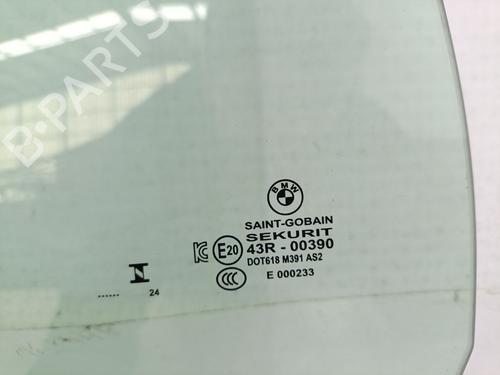 B-PARTS
BMW
SAINT-GOBAIN
SEKURIT
E20 43R - 00390
DOT618 M391 AS2
CCC E 000233
...... 24